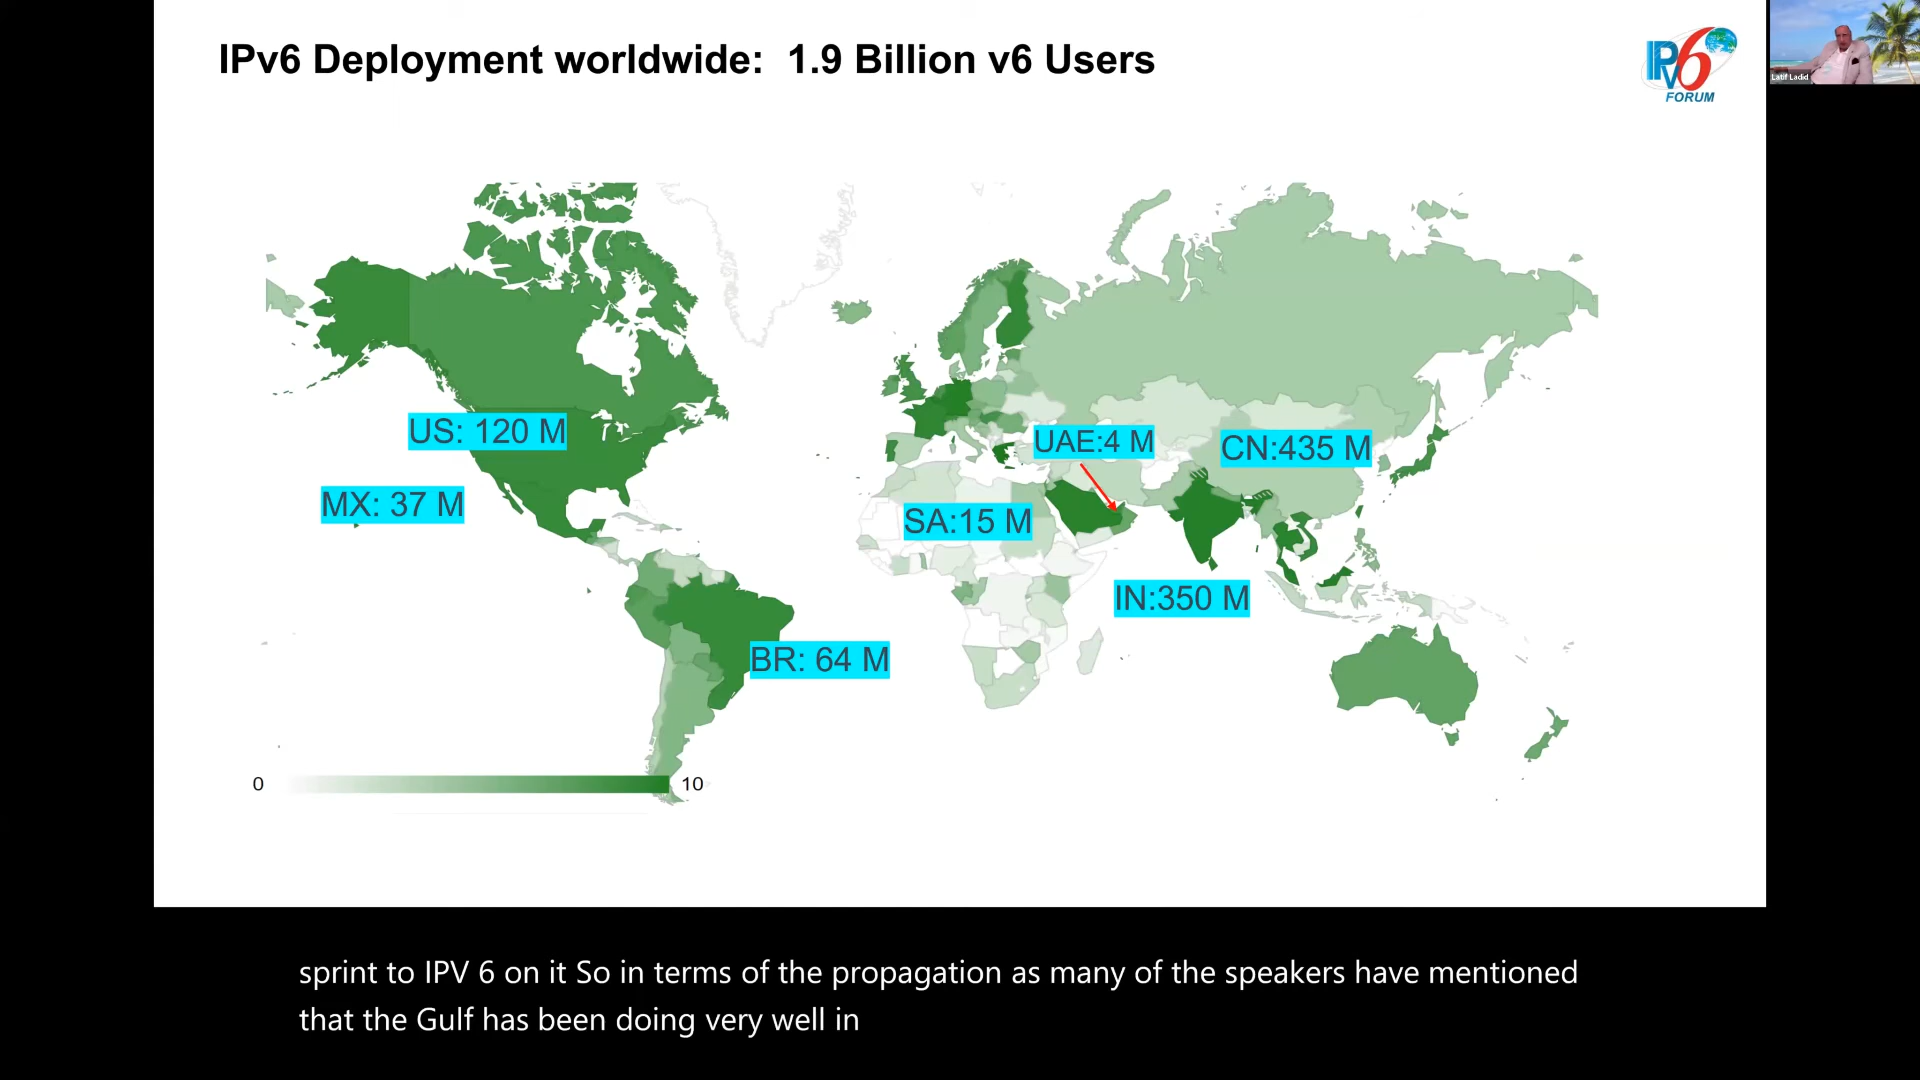 IPv6 Deployment worldwide:  1.9 Billion v6 Users
IPv6
FORUM
Latif Ladid
US: 120 M
UAE:4 M
CN:435 M
MX: 37 M
SA:15 M
IN:350 M
BR: 64 M
0
10
sprint to IPV 6 on it So in terms of the propagation as many of the speakers have mentioned
that the Gulf has been doing very well in